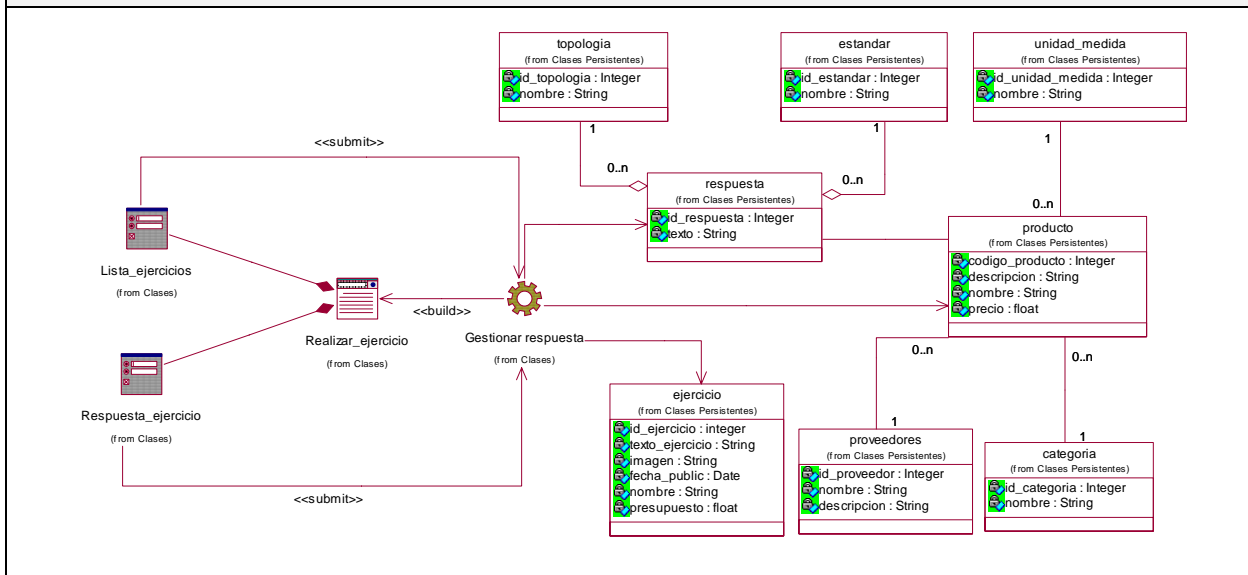 topologia
(from Clases Persistentes)
id_topologia : Integer
nombre : String
estandar
(from Clases Persistentes)
id_estandar : Integer
nombre : String
unidad_medida
(from Clases Persistentes)
id_unidad_medida : Integer
nombre : String
1
1
1
<<submit>>
0..n
0..n
0..n
respuesta
(from Clases Persistentes)
id_respuesta : Integer
texto : String
producto
(from Clases Persistentes)
codigo_producto : Integer
descripcion : String
nombre : String
precio : float
Lista_ejercicios
(from Clases)
<<build>>
Realizar_ejercicio
(from Clases)
Gestionar respuesta
(from Clases)
0..n
0..n
Respuesta_ejercicio
(from Clases)
ejercicio
(from Clases Persistentes)
id_ejercicio : integer
texto_ejercicio : String
imagen : String
fecha_public : Date
nombre : String
presupuesto : float
1
1
proveedores
(from Clases Persistentes)
id_proveedor : Integer
nombre : String
descripcion : String
categoria
(from Clases Persistentes)
id_categoria : Integer
nombre : String
<<submit>>